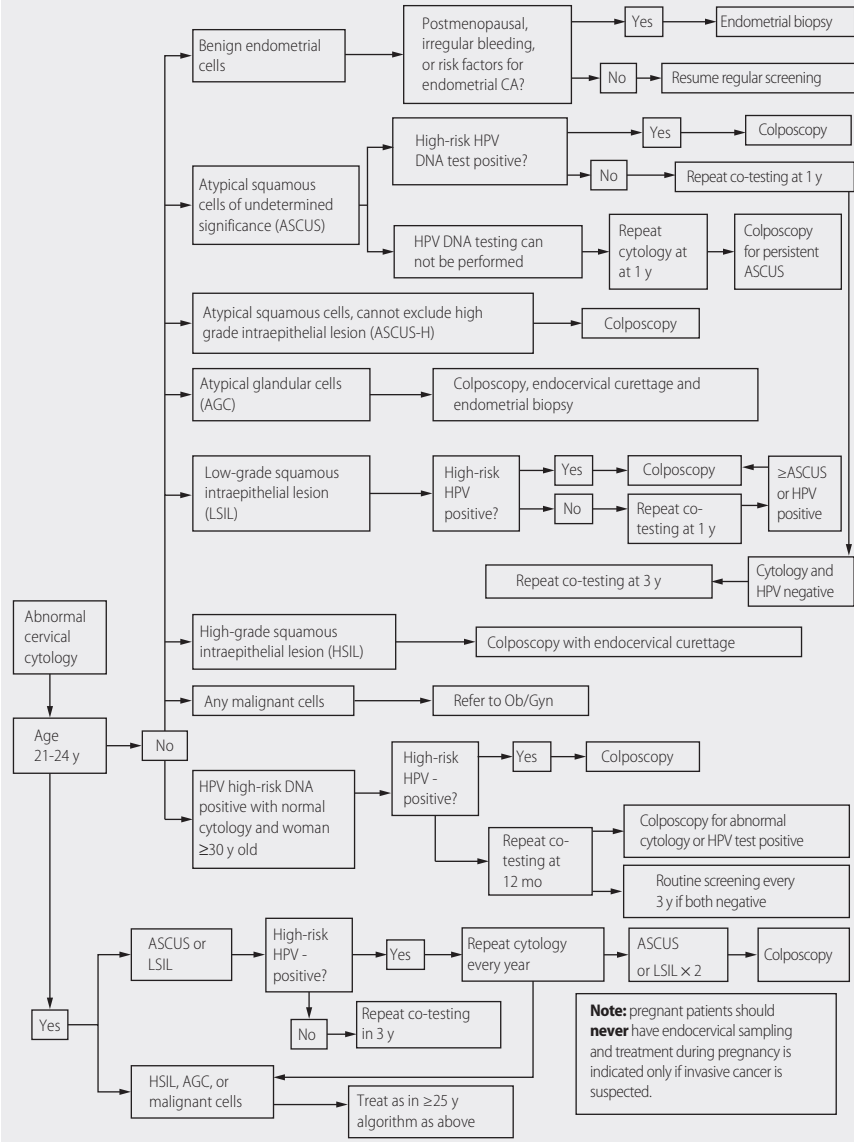 Benign endometrial
cells
Postmenopausal,
irregular bleeding,
or risk factors for
endometrial CA?
Yes
Endometrial biopsy
No
Resume regular screening
Atypical squamous
cells of undetermined
significance (ASCUS)
High-risk HPV
DNA test positive?
Yes
Colposcopy
No
Repeat co-testing at 1 y
HPV DNA testing can
not be performed
Repeat
cytology at
at 1 y
Colposcopy
for persistent
ASCUS
Atypical squamous cells, cannot exclude high
grade intraepithelial lesion (ASCUS-H)
Colposcopy
Atypical glandular cells
(AGC)
Colposcopy, endocervical curettage and
endometrial biopsy
Low-grade squamous
intraepithelial lesion
(LSIL)
High-risk
HPV
positive?
Yes
Colposcopy
No
Repeat co-
testing at 1 y
≥ASCUS
or HPV
positive
Cytology and
HPV negative
Repeat co-testing at 3 y
Abnormal
cervical
cytology
High-grade squamous
intraepithelial lesion (HSIL)
Colposcopy with endocervical curettage
Any malignant cells
Refer to Ob/Gyn
Age
21-24 y
No
HPV high-risk DNA
positive with normal
cytology and woman
≥30 y old
High-risk
HPV -
positive?
Yes
Colposcopy
Repeat co-
testing at
12 mo
Colposcopy for abnormal
cytology or HPV test positive
Routine screening every
3 y if both negative
Yes
ASCUS or
LSIL
High-risk
HPV -
positive?
Yes
Repeat cytology
every year
ASCUS
or LSIL × 2
Colposcopy
No
Repeat co-testing
in 3 y
HSIL, AGC, or
malignant cells
Treat as in ≥25 y
algorithm as above
Note: pregnant patients should
never have endocervical sampling
and treatment during pregnancy is
indicated only if invasive cancer is
suspected.